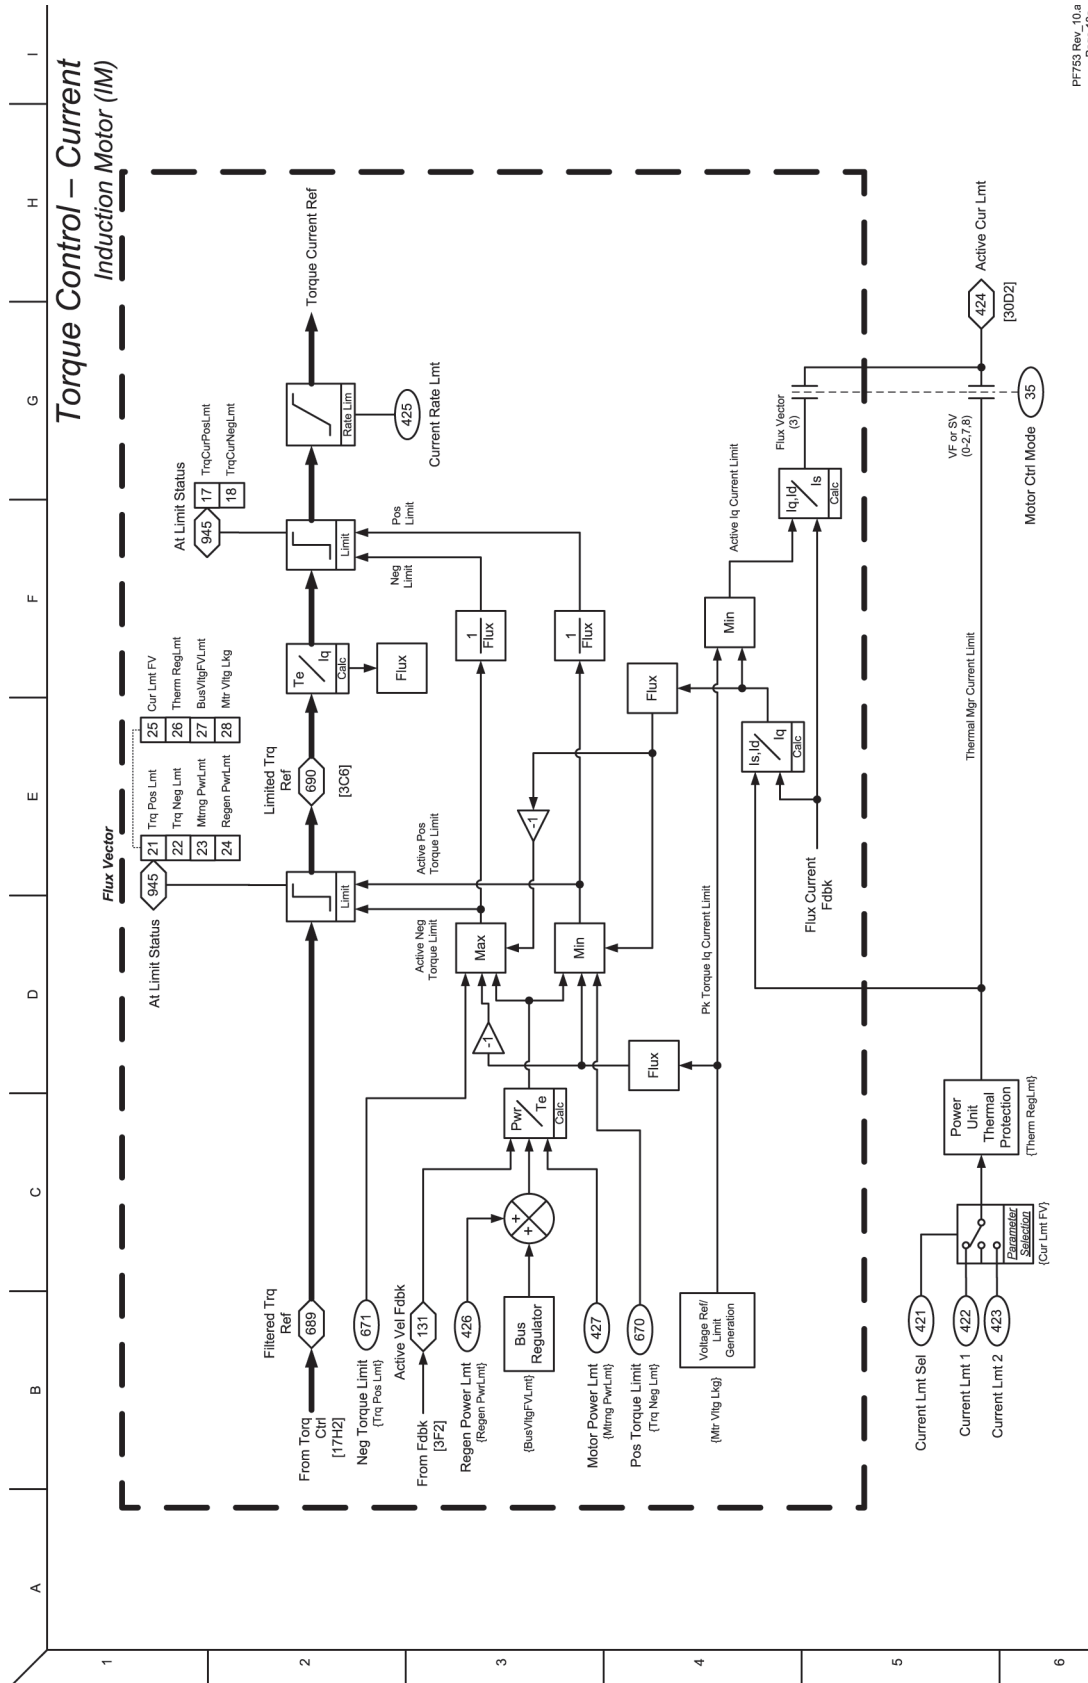 Torque Control – Current
Induction Motor (IM)
A
B
C
D
E
F
G
H
I
1
2
3
4
5
6
Flux Vector
At Limit Status
945
21
Trq Pos Lmt
22
Trq Neg Lmt
23
Mtrng PwrLmt
24
Regen PwrLmt
25
Cur Lmt FV
26
Therm RegLmt
27
BusVltgFVLmt
28
Mtr Vltg Lkg
At Limit Status
945
17
TrqCurPosLmt
18
TrqCurNegLmt
From Torq
Ctrl
[17H2]
Filtered Trq
Ref
689
Limit
Limited Trq
Ref
690
[3C6]
Te
Iq
Calc
Flux
Limit
Rate Lim
Torque Current Ref
425
Current Rate Lmt
671
Neg Torque Limit
{Trq Pos Lmt}
Active Vel Fdbk
From Fdbk
[3F2]
131
Regen Power Lmt
{Regen PwrLmt}
426
Bus
Regulator
{BusVltgFVLmt}
+
+
Pwr
Te
Calc
Motor Power Lmt
{Mtrng PwrLmt}
427
Pos Torque Limit
{Trq Neg Lmt}
670
-1
Max
Active Neg
Torque Limit
Active Pos
Torque Limit
Min
-1
1
Flux
1
Flux
Neg
Limit
Pos
Limit
Flux
Flux
Voltage Ref/
Limit
Generation
{Mtr Vltg Lkg}
Pk Torque Iq Current Limit
Min
Active Iq Current Limit
Is,Id
Iq
Calc
Iq,Id
Is
Calc
Flux Vector
(3)
Flux Current
Fdbk
Current Lmt Sel
421
Current Lmt 1
422
Current Lmt 2
423
Parameter
Selection
{Cur Lmt FV}
Power
Unit
Thermal
Protection
{Therm RegLmt}
Thermal Mgr Current Limit
VF or SV
(0-2,7,8)
424
Active Cur Lmt
[30D2]
35
Motor Ctrl Mode
PF753 Rev_10.a